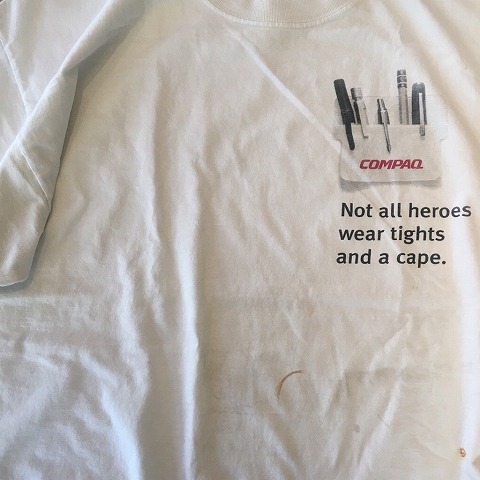 COMPAQ
Not all heroes
wear tights
and a cape.